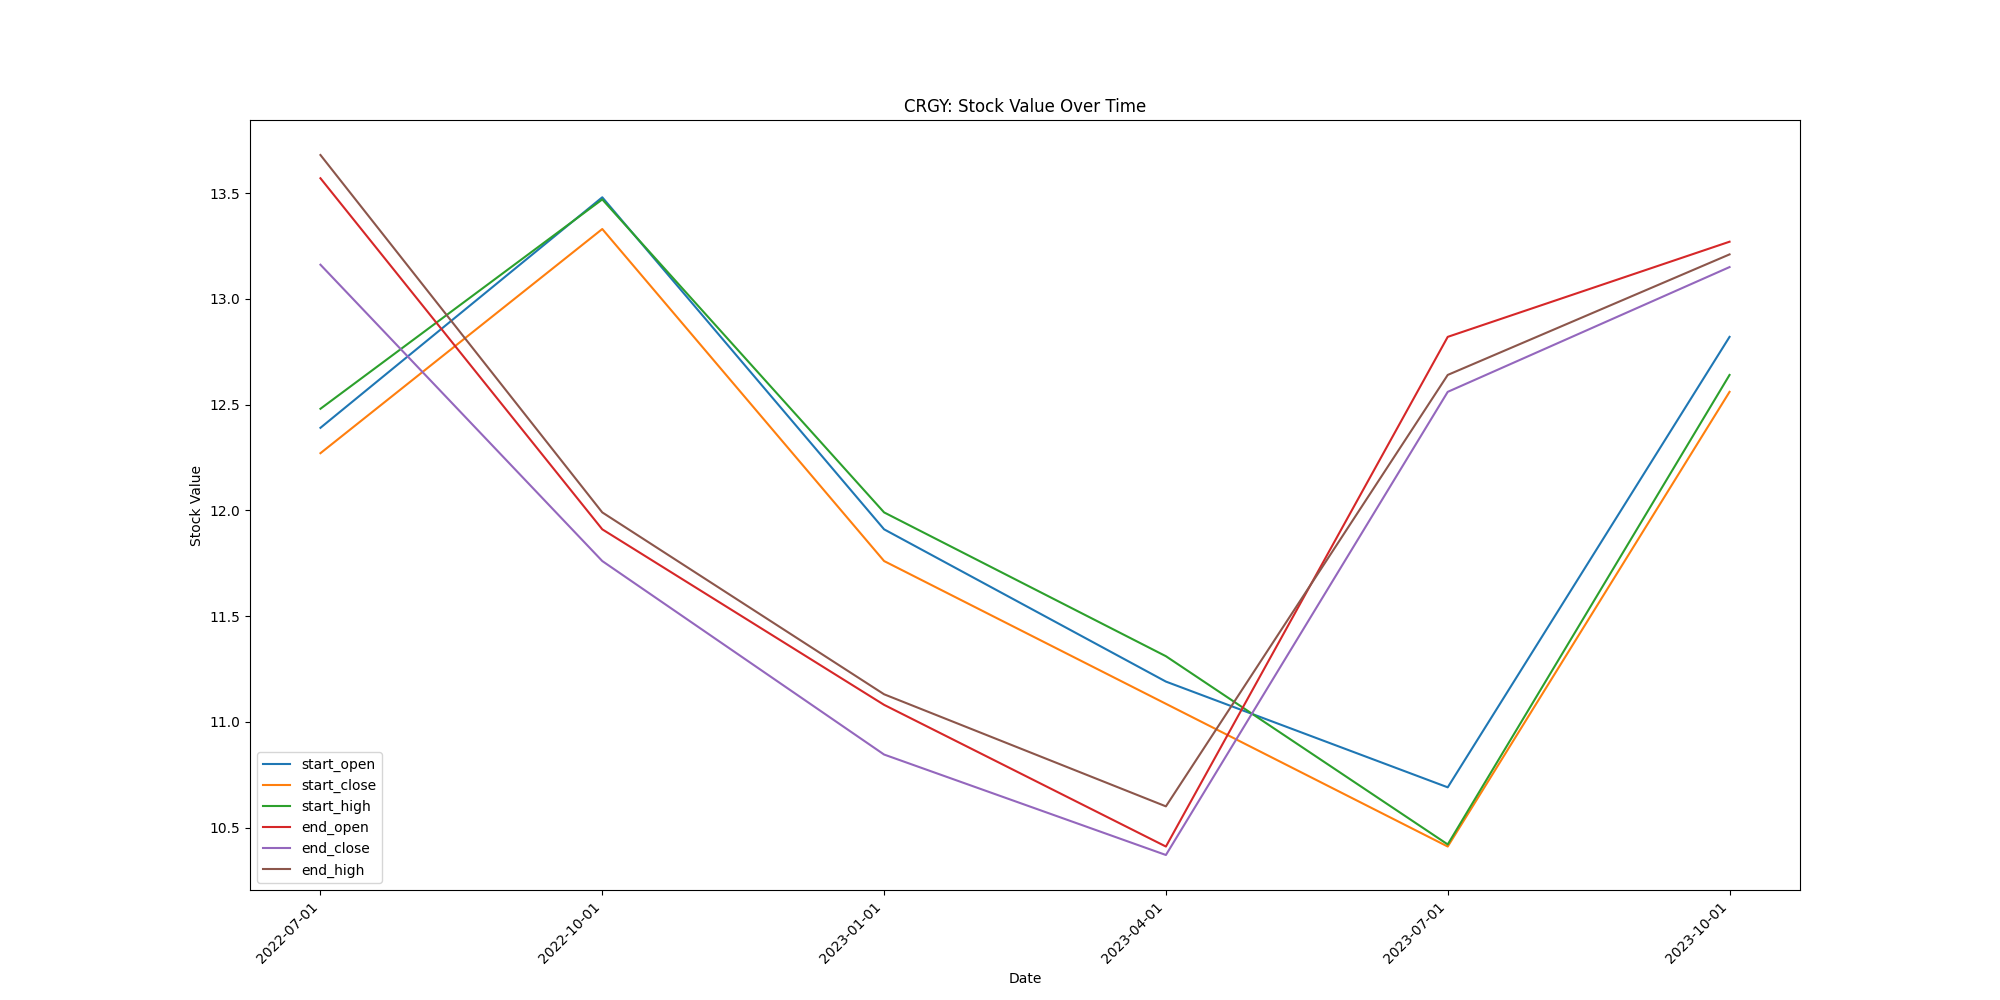 CRGY: Stock Value Over Time
Stock Value
13.5
13.0
12.5
12.0
11.5
11.0
10.5
start_open
start_close
start_high
end_open
end_close
end_high
2022-07-01
2022-10-01
2023-01-01
2023-04-01
2023-07-01
2023-10-01
Date